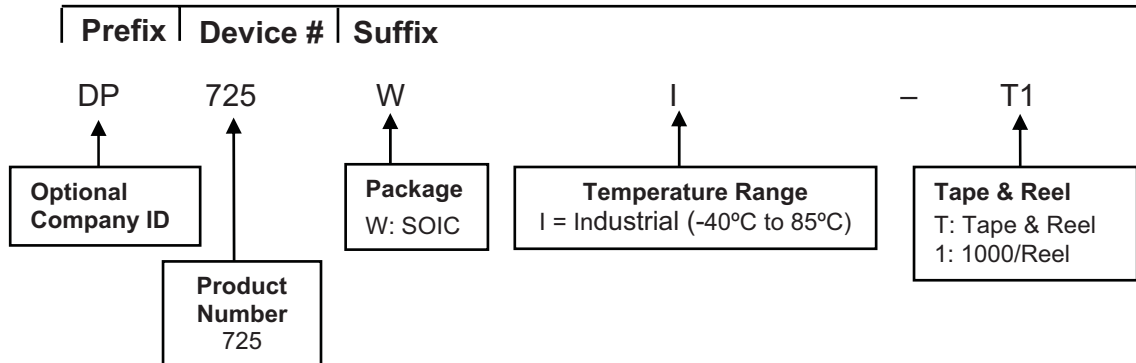 Prefix Device # Suffix
DP 725 W I – T1
Optional
Company ID
Product
Number
725
Package
W: SOIC
Temperature Range
I = Industrial (-40ºC to 85ºC)
Tape & Reel
T: Tape & Reel
1: 1000/Reel